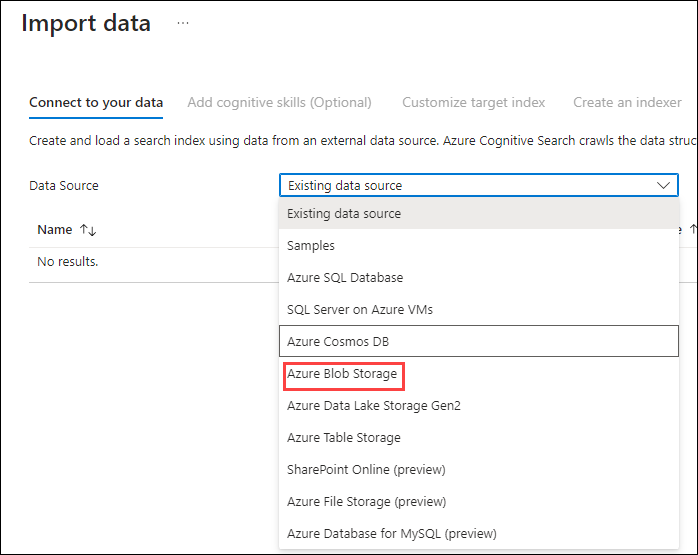 Import data ...
Connect to your data Add cognitive skills (Optional) Customize target index Create an indexer
Create and load a search index using data from an external data source. Azure Cognitive Search crawls the data struc
Data Source Existing data source
Existing data source
Name ↑↓ e ↑
Samples
No results.
Azure SQL Database
SQL Server on Azure VMs
Azure Cosmos DB
Azure Blob Storage
Azure Data Lake Storage Gen2
Azure Table Storage
SharePoint Online (preview)
Azure File Storage (preview)
Azure Database for MySQL (preview)